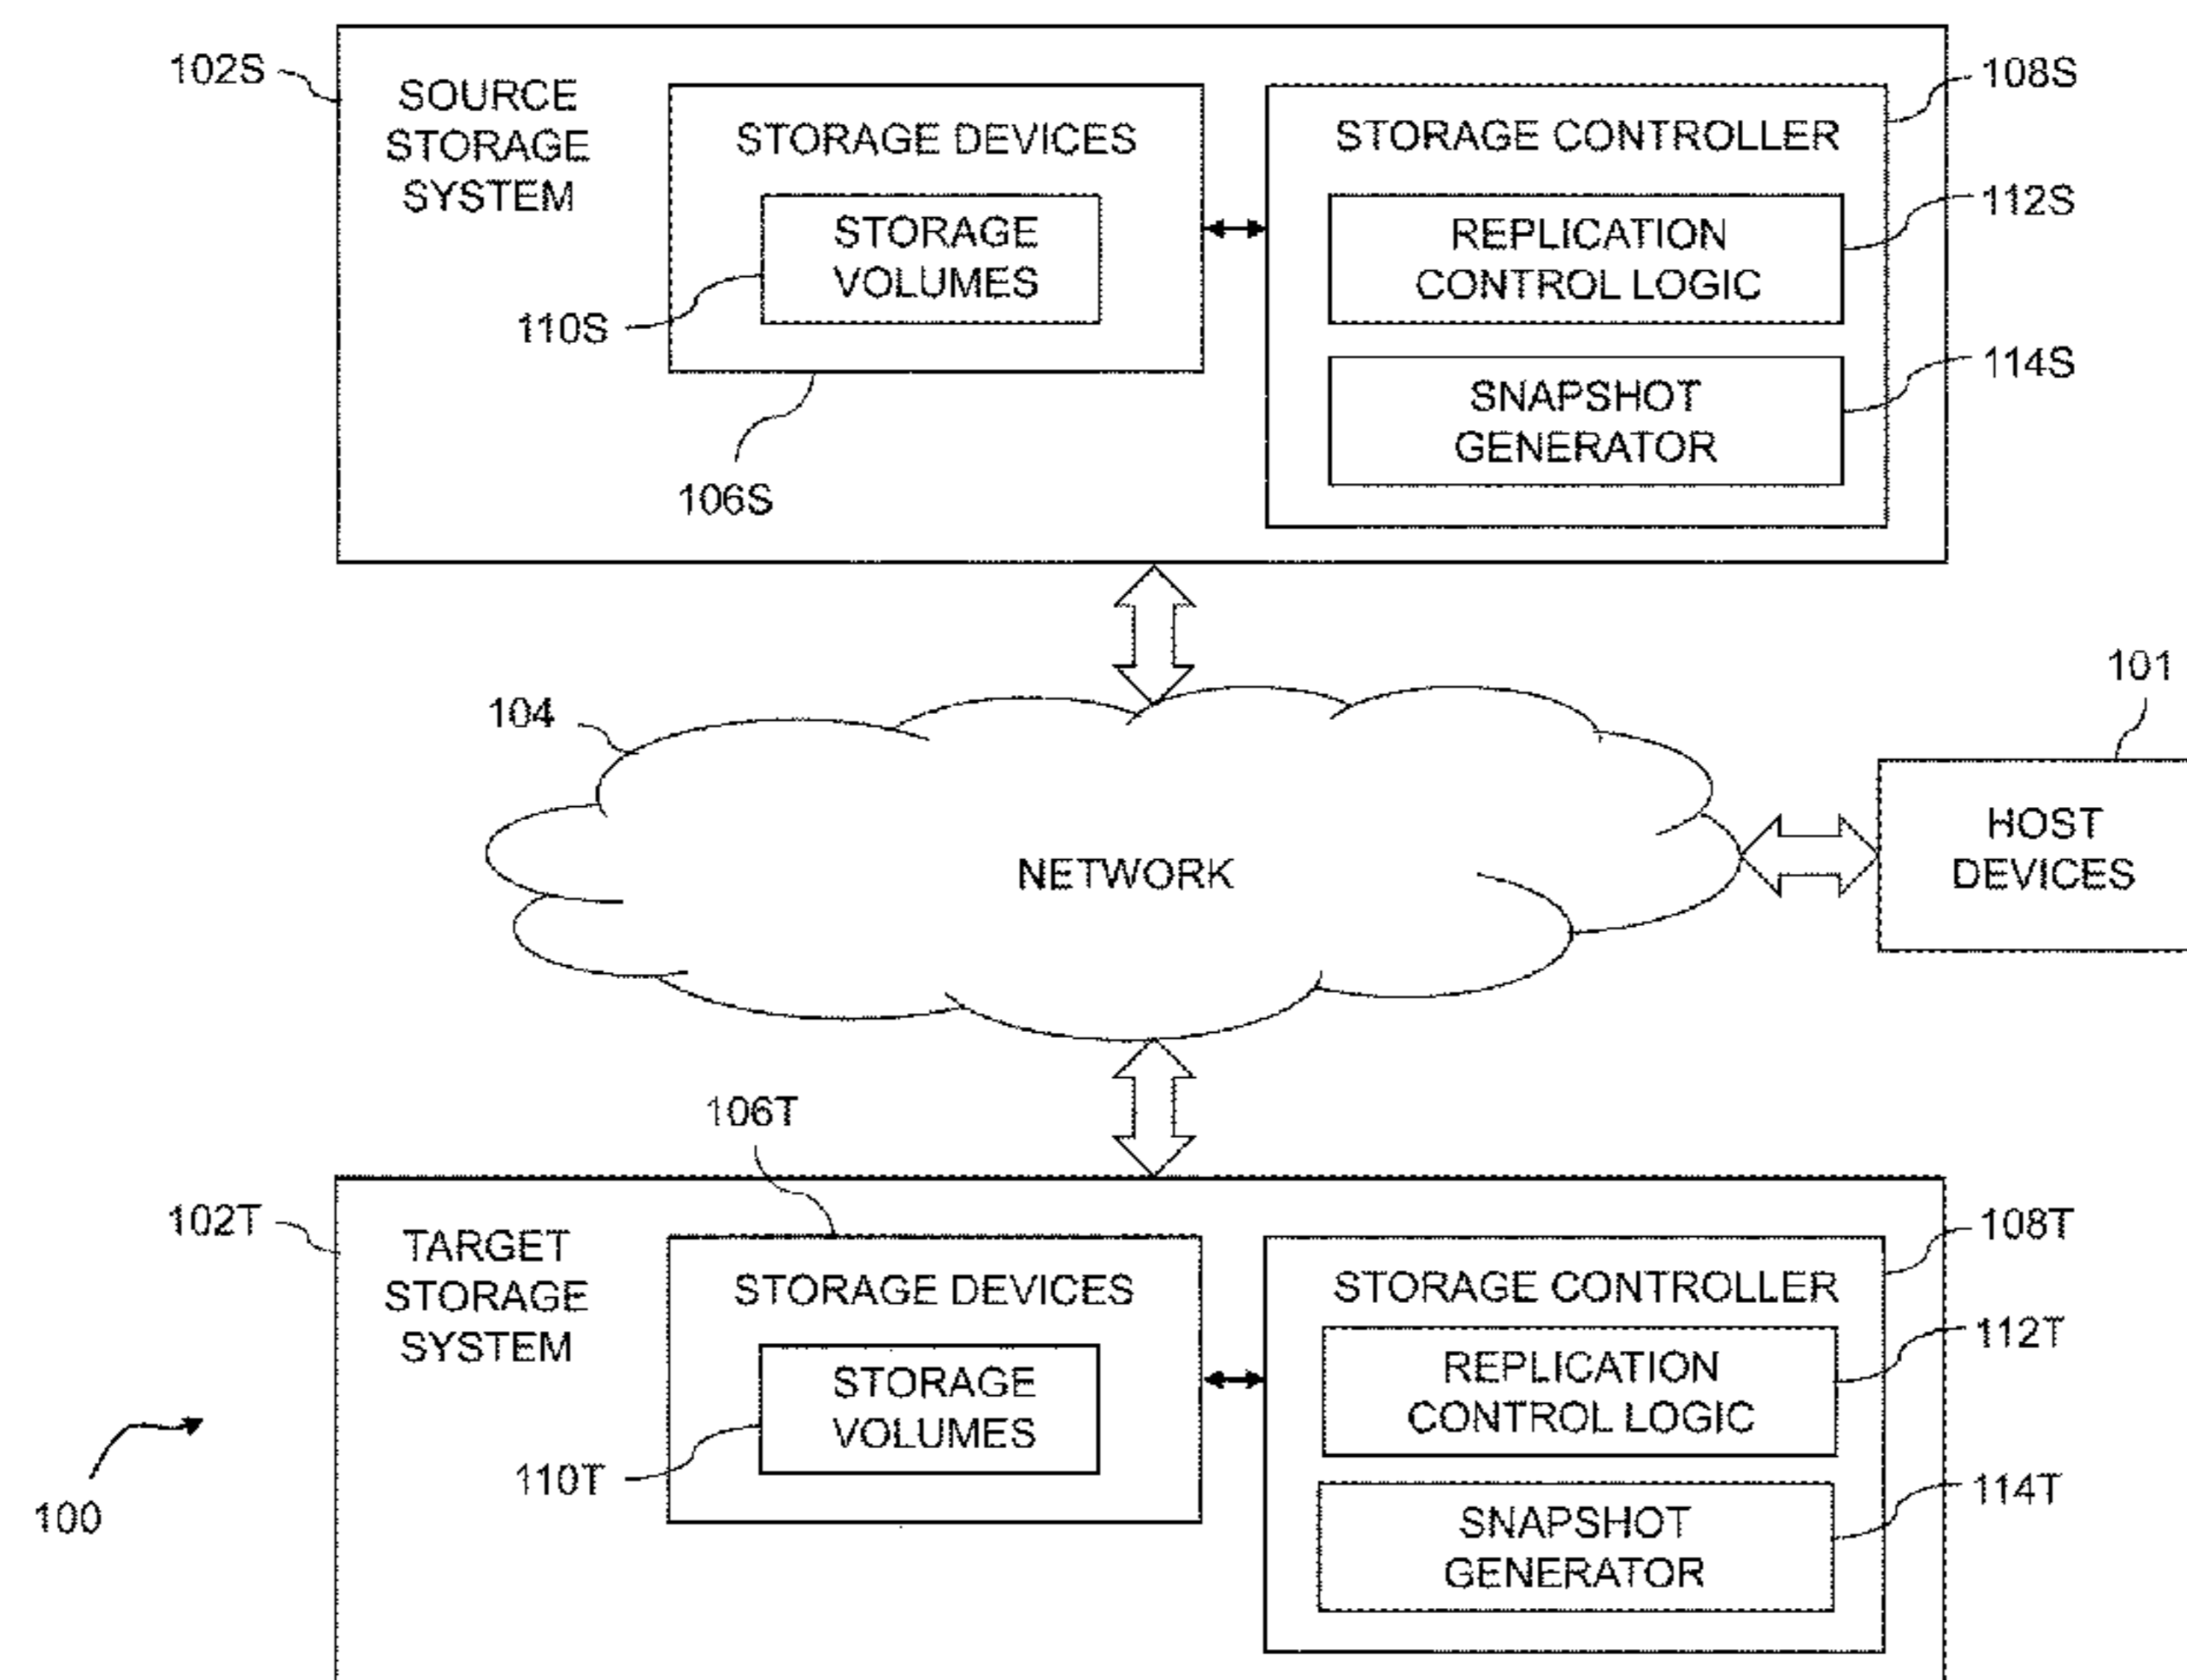 102S
SOURCE
STORAGE
SYSTEM
STORAGE DEVICES
STORAGE
VOLUMES
110S
106S
STORAGE CONTROLLER
108S
REPLICATION
CONTROL LOGIC
112S
SNAPSHOT
GENERATOR
114S
104
NETWORK
101
HOST
DEVICES
106T
102T
TARGET
STORAGE
SYSTEM
STORAGE DEVICES
STORAGE
VOLUMES
110T
STORAGE CONTROLLER
108T
REPLICATION
CONTROL LOGIC
112T
SNAPSHOT
GENERATOR
114T
100